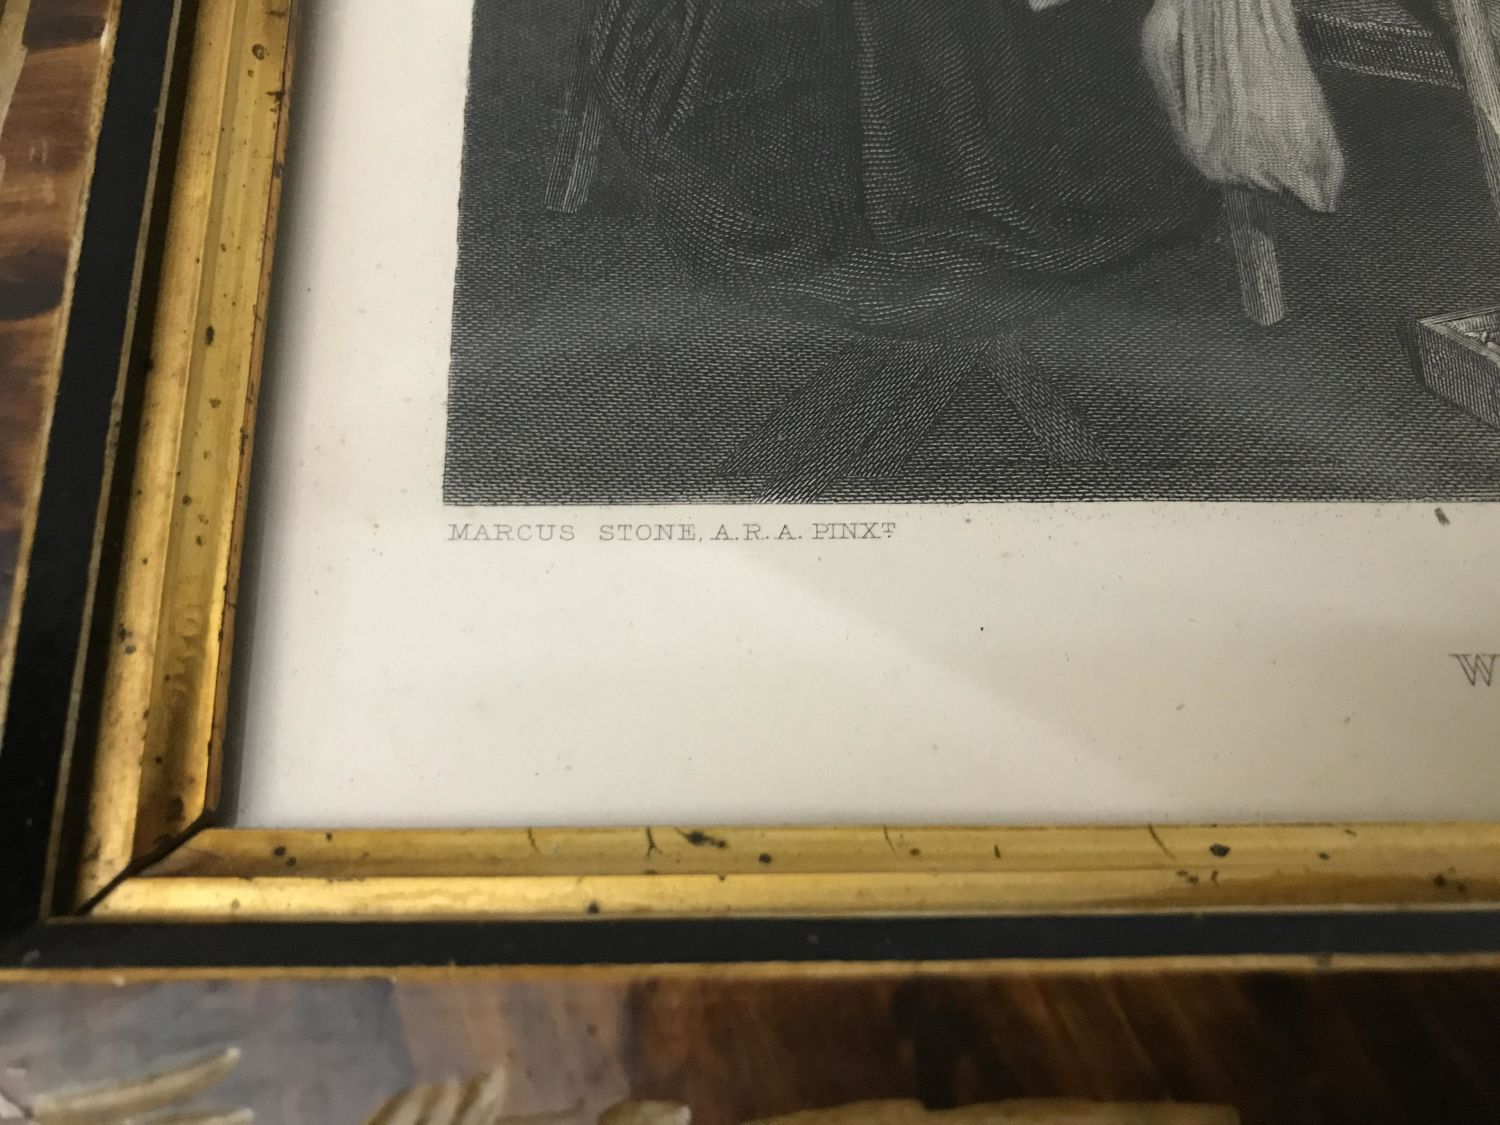 MARCUS STONE, A.R.A. PINXT
W